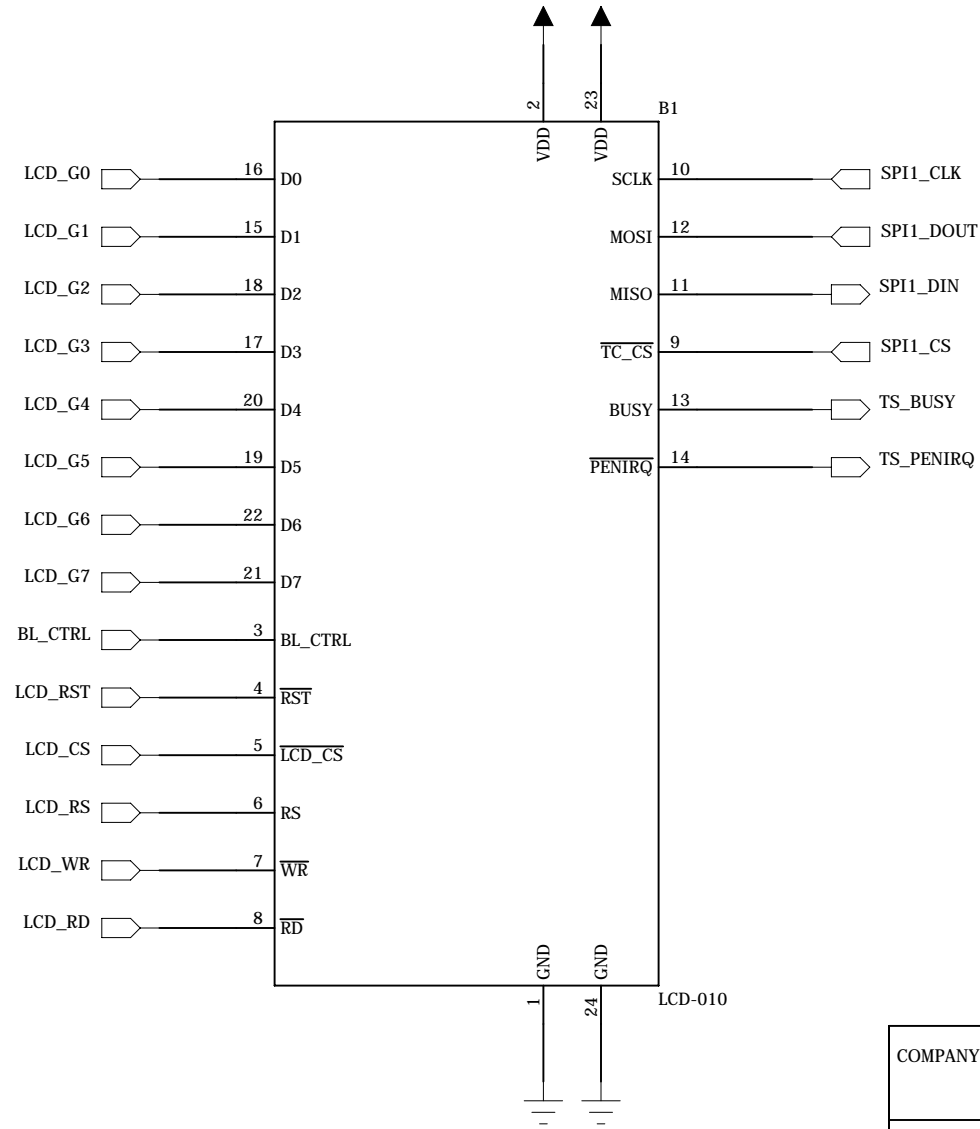 2
23
B1
VDD
VDD
LCD_G0
16
D0
SCLK
10
SPI1_CLK
LCD_G1
15
D1
MOSI
12
SPI1_DOUT
LCD_G2
18
D2
MISO
11
SPI1_DIN
LCD_G3
17
D3
TC_CS
9
SPI1_CS
LCD_G4
20
D4
BUSY
13
TS_BUSY
LCD_G5
19
D5
PENIRQ
14
TS_PENIRQ
LCD_G6
22
D6
LCD_G7
21
D7
BL_CTRL
3
BL_CTRL
LCD_RST
4
RST
LCD_CS
5
LCD_CS
LCD_RS
6
RS
LCD_WR
7
WR
LCD_RD
8
RD
GND
GND
1
24
LCD-010
COMPANY